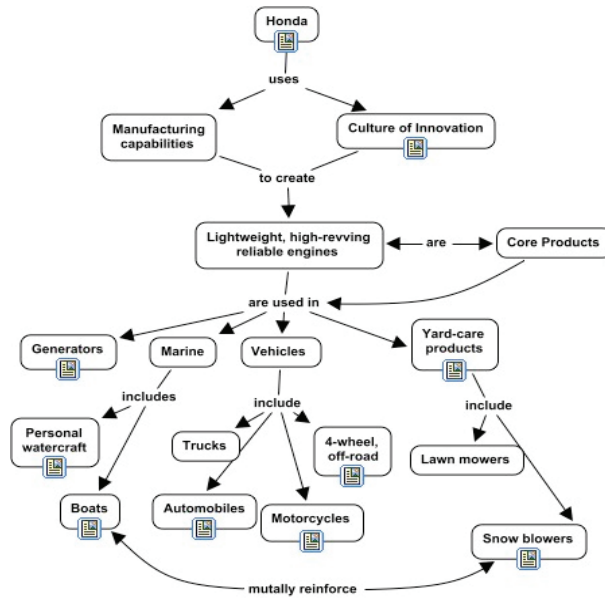 Honda
uses
Manufacturing
capabilities
Culture of Innovation
to create
Lightweight, high-revving
reliable engines
are
Core Products
are used in
Generators
Marine
Vehicles
Yard-care
products
includes
include
include
Personal
watercraft
Trucks
4-wheel,
off-road
Lawn mowers
Boats
Automobiles
Motorcycles
Snow blowers
mutally reinforce